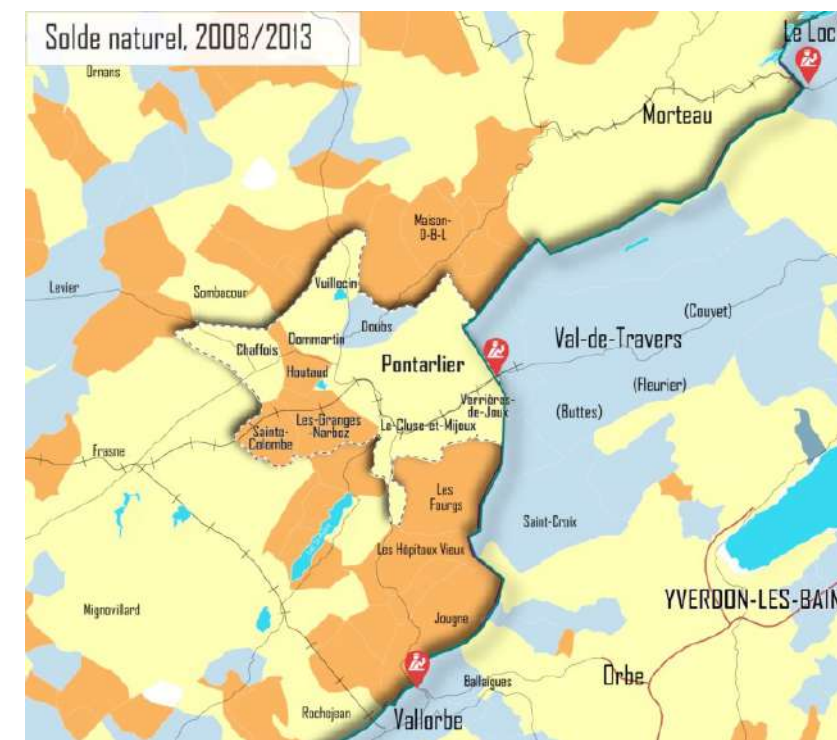 Solde naturel, 2008/2013
Le Loc
Ornans
Morteau
Maison-
D-B-L
Levier
Sombacour
Vuillecin
Doubs
(Couvet)
Dommartin
Chaffois
Val-de-Travers
Houtaud
Pontarlier
(Fleurier)
Verrières-
de-Joux
(Buttes)
Les-Granges-
Narboz
La-Cluse-et-Mijoux
Sainte-
Colombe
Frasne
Les
Fourgs
Saint-Croix
Les Hôpitaux Vieux
Mignovillard
YVERDON-LES-BAIN
Jougne
Orbe
Ballaigues
Rochejean
Vallorbe